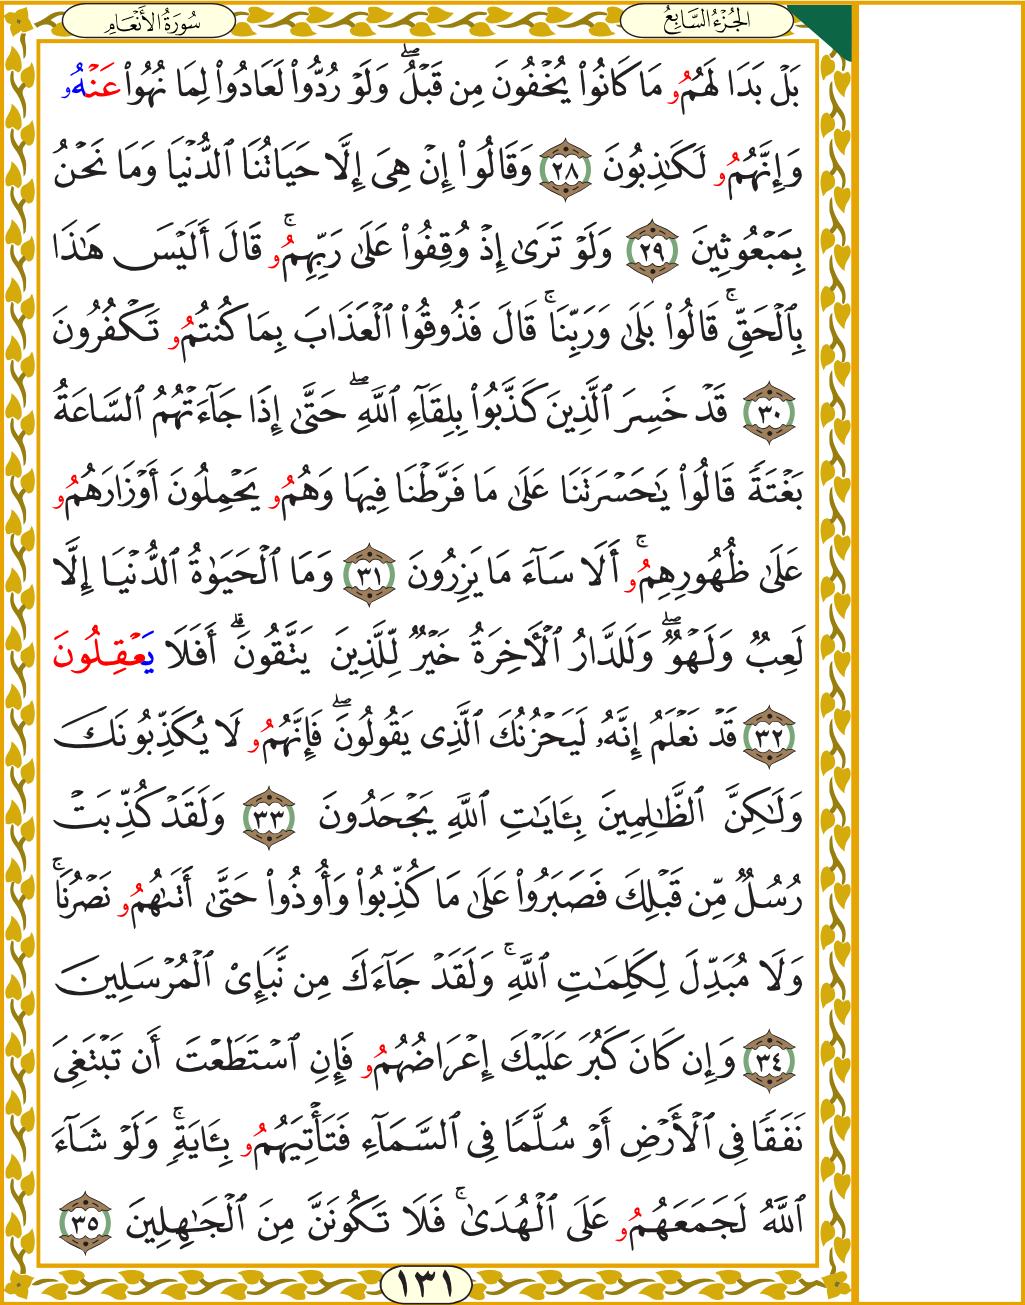 الجُزْءُ السَّابِعُ
سُورَةُ الأَنْعَامِ
بَلْ بَدَا لَهُمُۥ مَا كَانُوا۟ يُخْفُونَ مِن قَبْلُ ۖ وَلَوْ رُدُّوا۟ لَعَادُوا۟ لِمَا نُهُوا۟ عَنْهُۥ
وَإِنَّهُمُۥ لَكَـٰذِبُونَ ٢٨ وَقَالُوٓا۟ إِنْ هِىَ إِلَّا حَيَاتُنَا ٱلدُّنْيَا وَمَا نَحْنُ
بِمَبْعُوثِينَ ٢٩ وَلَوْ تَرَىٰ إِذْ وُقِفُوا۟ عَلَىٰ رَبِّهِمُۥ ۚ قَالَ أَلَيْسَ هَـٰذَا
بِٱلْحَقِّ ۚ قَالُوا۟ بَلَىٰ وَرَبِّنَا ۚ قَالَ فَذُوقُوا۟ ٱلْعَذَابَ بِمَا كُنتُمُۥ تَكْفُرُونَ
٣٠ قَدْ خَسِرَ ٱلَّذِينَ كَذَّبُوا۟ بِلِقَآءِ ٱللَّهِ ۖ حَتَّىٰ إِذَا جَآءَتْهُمُ ٱلسَّاعَةُ
بَغْتَةً قَالُوا۟ يَـٰحَسْرَتَنَا عَلَىٰ مَا فَرَّطْنَا فِيهَا وَهُمُۥ يَحْمِلُونَ أَوْزَارَهُمُۥ
عَلَىٰ ظُهُورِهِمُۥ ۚ أَلَا سَآءَ مَا يَزِرُونَ ٣١ وَمَا ٱلْحَيَوٰةُ ٱلدُّنْيَا إِلَّا
لَعِبٌ وَلَهْوٌ ۖ وَلَلدَّارُ ٱلْأَخِرَةُ خَيْرٌ لِّلَّذِينَ يَتَّقُونَ ۗ أَفَلَا يَعْقِلُونَ
٣٢ قَدْ نَعْلَمُ إِنَّهُۥ لَيَحْزُنُكَ ٱلَّذِى يَقُولُونَ ۖ فَإِنَّهُمُۥ لَا يُكَذِّبُونَكَ
وَلَـٰكِنَّ ٱلظَّـٰلِمِينَ بِـَٔايَـٰتِ ٱللَّهِ يَجْحَدُونَ ٣٣ وَلَقَدْ كُذِّبَتْ
رُسُلٌ مِّن قَبْلِكَ فَصَبَرُوا۟ عَلَىٰ مَا كُذِّبُوا۟ وَأُوذُوا۟ حَتَّىٰ أَتَىٰهُمُۥ نَصْرُنَا ۚ
وَلَا مُبَدِّلَ لِكَلِمَـٰتِ ٱللَّهِ ۚ وَلَقَدْ جَآءَكَ مِن نَّبَإِى۟ ٱلْمُرْسَلِينَ
٣٤ وَإِن كَانَ كَبُرَ عَلَيْكَ إِعْرَاضُهُمُۥ فَإِنِ ٱسْتَطَعْتَ أَن تَبْتَغِىَ
نَفَقًا فِى ٱلْأَرْضِ أَوْ سُلَّمًا فِى ٱلسَّمَآءِ فَتَأْتِيَهُمُۥ بِـَٔايَةٍ ۚ وَلَوْ شَآءَ
ٱللَّهُ لَجَمَعَهُمُۥ عَلَى ٱلْهُدَىٰ ۚ فَلَا تَكُونَنَّ مِنَ ٱلْجَـٰهِلِينَ ٣٥
١٣١